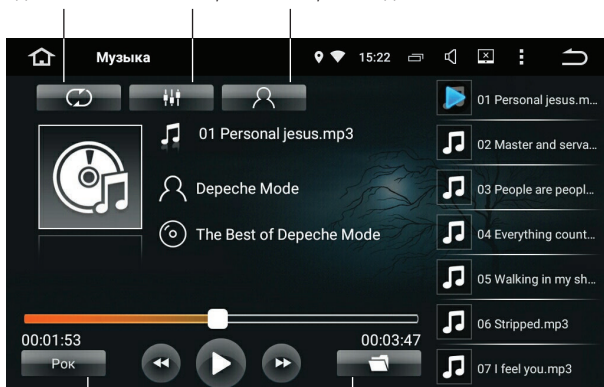 Музыка
15:22
01 Personal jesus.mp3
Depeche Mode
The Best of Depeche Mode
00:01:53
00:03:47
Рок
01 Personal jesus.m...
02 Master and serva...
03 People are peopl...
04 Everything count...
05 Walking in my sh...
06 Stripped.mp3
07 I feel you.mp3